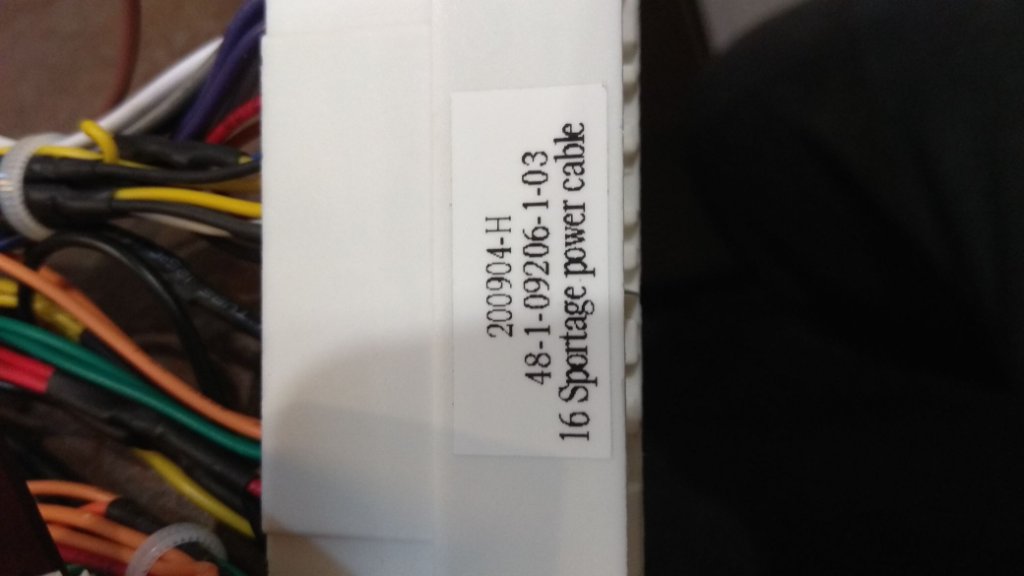 200904-H
48-1-09206-1-03
16 Sportage power cable